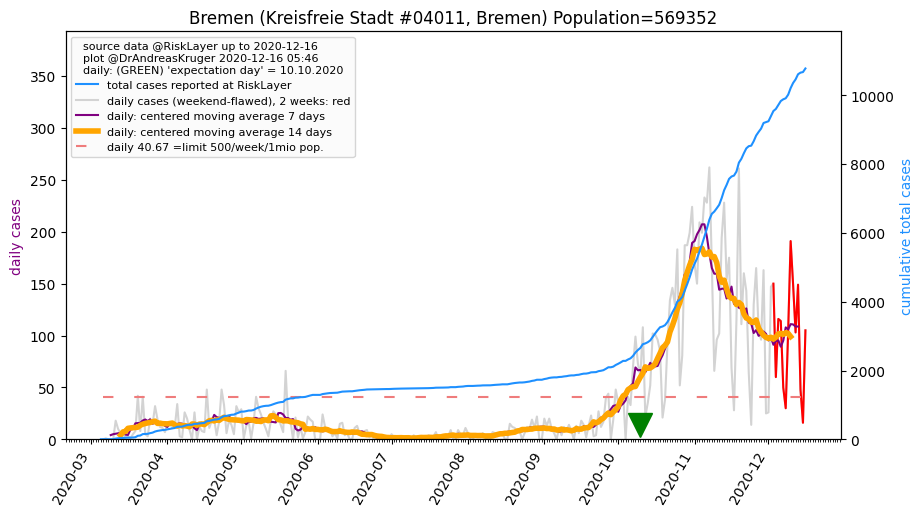 Bremen (Kreisfreie Stadt #04011, Bremen) Population=569352
source data @RiskLayer up to 2020-12-16
plot @DrAndreasKruger 2020-12-16 05:46
daily: (GREEN) 'expectation day' = 10.10.2020
total cases reported at RiskLayer
daily cases (weekend-flawed), 2 weeks: red
daily: centered moving average 7 days
daily: centered moving average 14 days
daily 40.67 =limit 500/week/1mio pop.
daily cases
350
300
250
200
150
100
50
0
cumulative total cases
10000
8000
6000
4000
2000
0
2020-03
2020-04
2020-05
2020-06
2020-07
2020-08
2020-09
2020-10
2020-11
2020-12